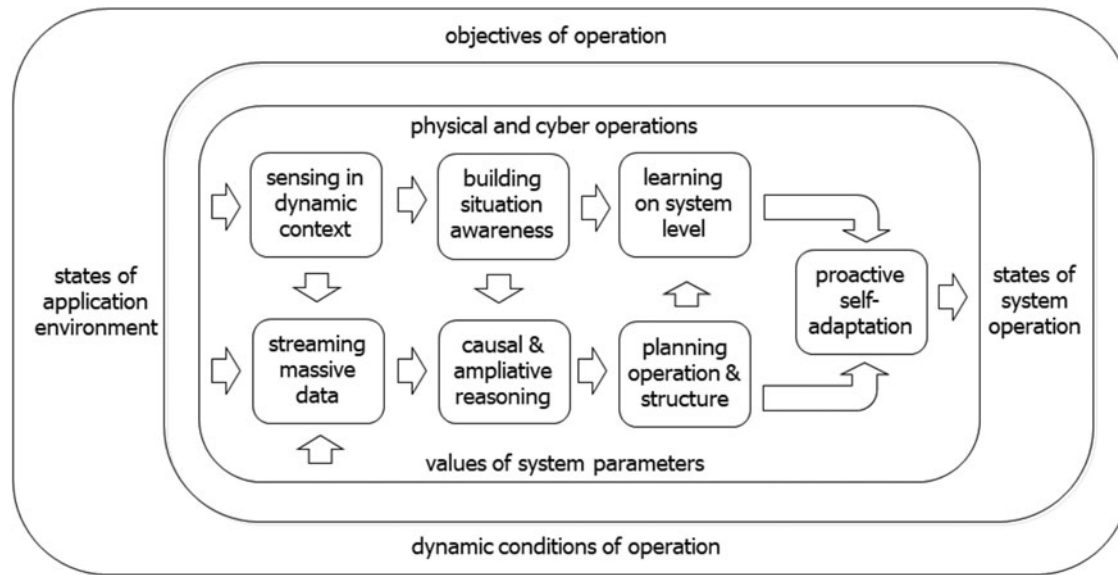 objectives of operation
physical and cyber operations
sensing in
dynamic
context
building
situation
awareness
learning
on system
level
states of
application
environment
proactive
self-
adaptation
states of
system
operation
streaming
massive
data
causal &
ampliative
reasoning
planning
operation &
structure
values of system parameters
dynamic conditions of operation